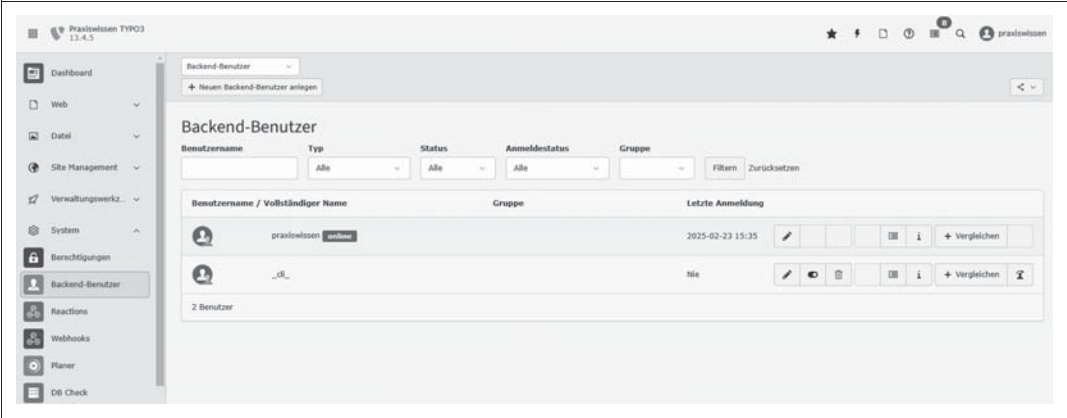 Praxiswissen TYPO3
13.4.5
8
praxiswissen
Dashboard
Web
Datei
Site Management
Verwaltungswerkz...
System
Berechtigungen
Backend-Benutzer
Reactions
Webhooks
Planer
DB Check
Backend-Benutzer
+ Neuen Backend-Benutzer anlegen
Backend-Benutzer
Benutzername Typ Status Anmeldestatus Gruppe
Alle Alle Alle Filtern Zurücksetzen
Benutzername / Vollständiger Name Gruppe Letzte Anmeldung
praxiswissen online 2025-02-23 15:35 + Vergleichen
_cli_ Nie + Vergleichen
2 Benutzer